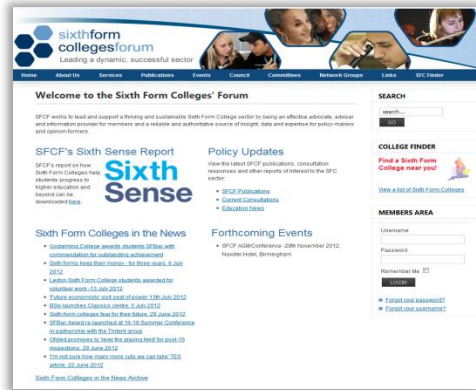 sixthform
collegesforum
Leading a dynamic, successful sector
Home About Us Services Publications Events Council Committees Network Groups Links SFC Finder
Welcome to the Sixth Form Colleges' Forum
SFCF works to lead and support a thriving and sustainable Sixth Form College sector by being an effective advocate, adviser
and information provider for members and a reliable and authoritative source of insight, data and expertise for policy-makers
and opinion-formers.
SFCF's Sixth Sense Report
SFCF's report on how
Sixth Form Colleges help
students progress to
higher education and
beyond can be
downloaded here.
Sixth
Sense
Policy Updates
View the latest SFCF publications, consultation
responses and other reports of interest to the SFC
sector:
SFCF Publications
Current Consultations
Education News
Sixth Form Colleges in the News
Godalming College awards students SFBac with
commendation for outstanding achievement
Sixth forms keep their money - for three years, 6 July
2012
Leyton Sixth Form College students awarded for
volunteer work -13 July 2012
'Future economists' visit seat of power 13th July 2012
BSix launches Classics centre, 5 July 2012
Sixth-form colleges fear for their future, 29 June 2012
SFBac Award re-launched at 15-19 Summer Conference
in partnership with the Trident group
Ofsted promises to 'level the playing field' for post-16
inspections, 29 June 2012
'I'm not sure how many more cuts we can take' TES
article, 22 June 2012
Sixth Form Colleges in the News Archive
Forthcoming Events
SFCF AGM/Conference -29th November 2012,
Novotel Hotel, Birmingham
SEARCH
search...
GO
COLLEGE FINDER
Find a Sixth Form
College near you!
View a list of Sixth Form Colleges
MEMBERS AREA
Username
Password
Remember Me
LOGIN
Forgot your password?
Forgot your username?